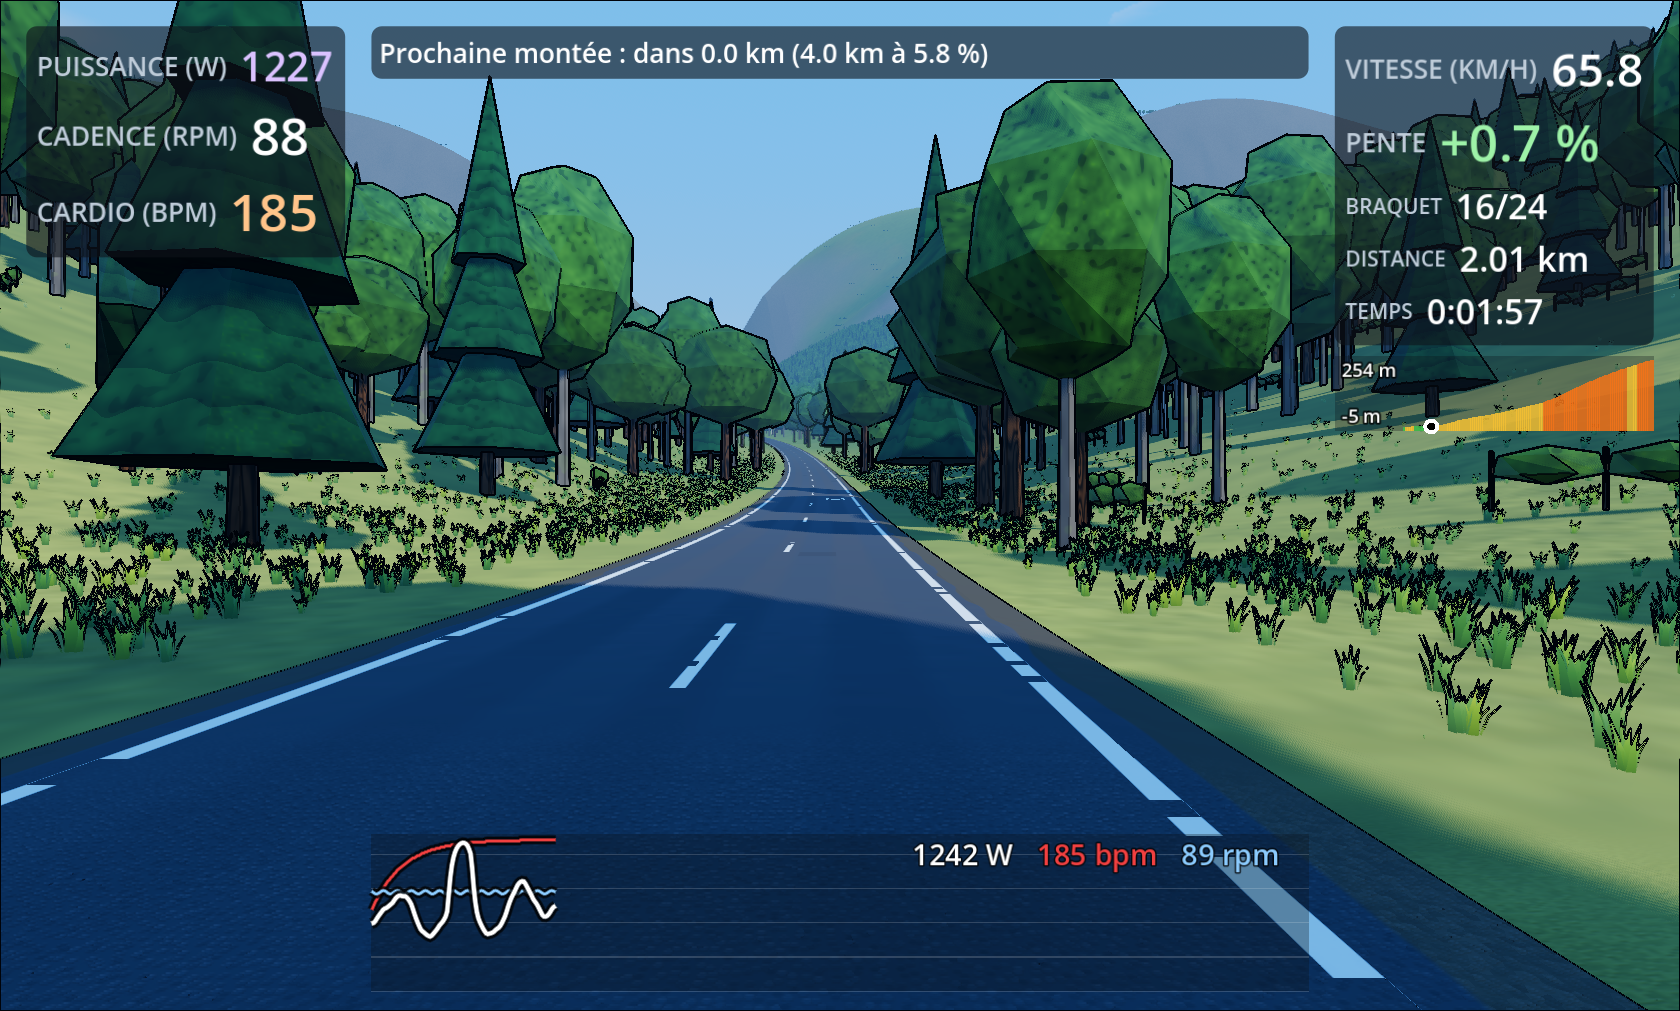 PUISSANCE (W) 1227
CADENCE (RPM) 88
CARDIO (BPM) 185
Prochaine montée : dans 0.0 km (4.0 km à 5.8 %)
VITESSE (KM/H) 65.8
PENTE +0.7 %
BRAQUET 16/24
DISTANCE 2.01 km
TEMPS 0:01:57
254 m
-5 m
1242 W 185 bpm 89 rpm